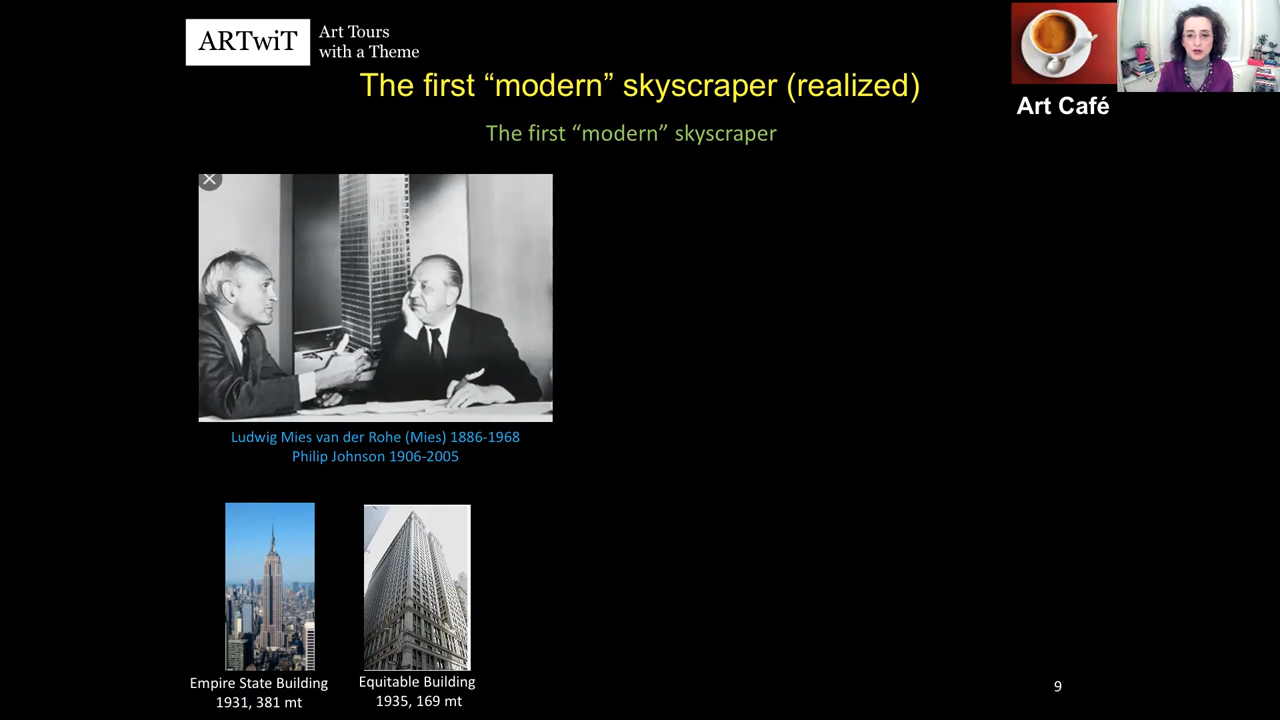 ARTwiT
Art Tours
with a Theme
The first “modern” skyscraper (realized)
Art Café
The first “modern” skyscraper
Ludwig Mies van der Rohe (Mies) 1886-1968
Philip Johnson 1906-2005
Empire State Building
1931, 381 mt
Equitable Building
1935, 169 mt
9